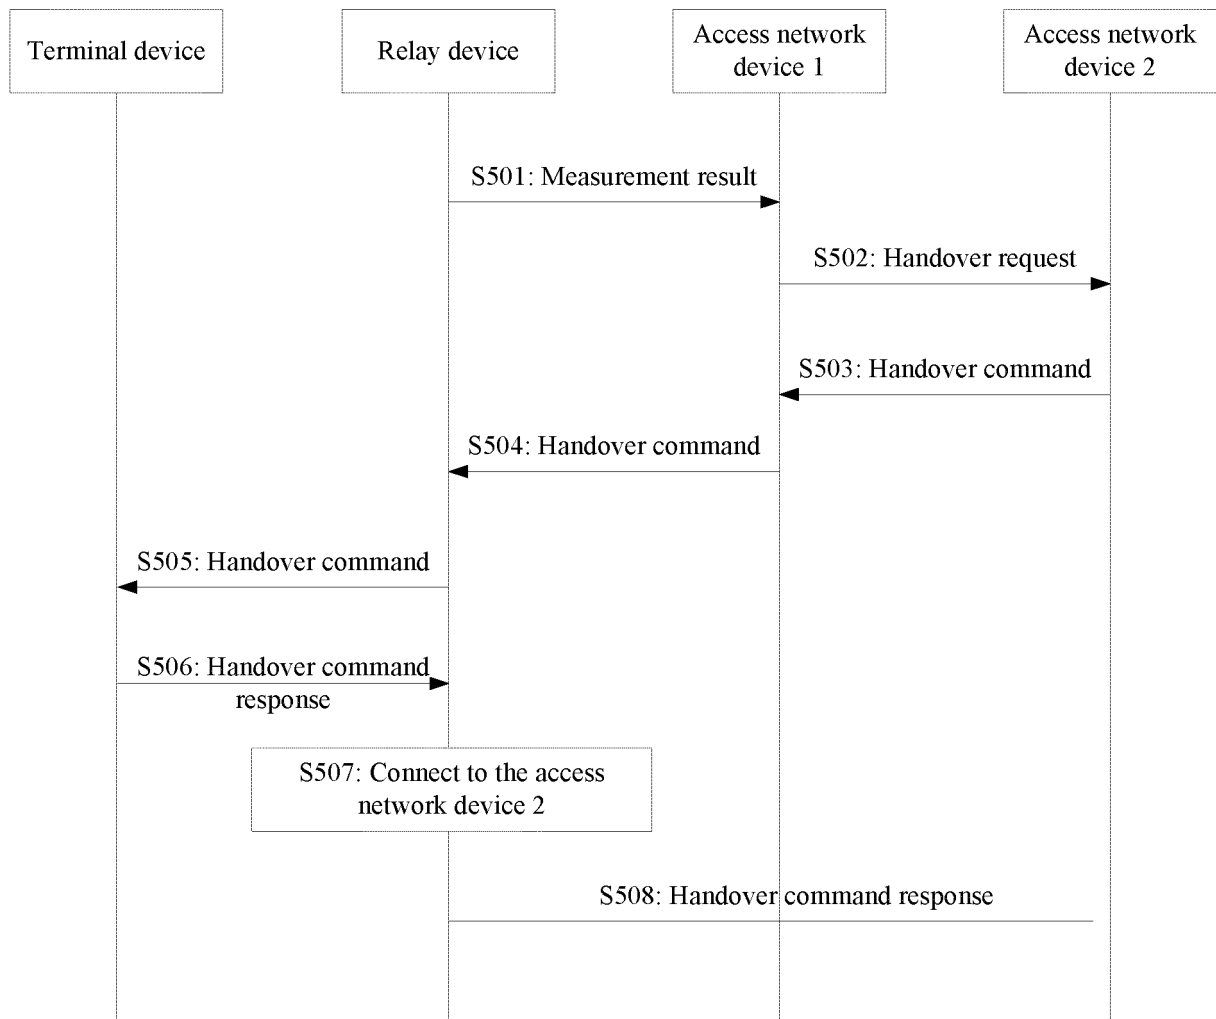 Terminal device
Relay device
Access network
device 1
Access network
device 2
S501: Measurement result
S502: Handover request
S503: Handover command
S504: Handover command
S505: Handover command
S506: Handover command
response
S507: Connect to the access
network device 2
S508: Handover command response